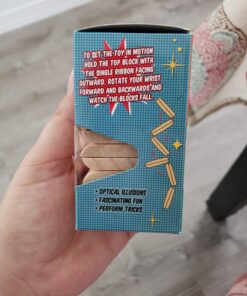 TO SET THE TOY IN MOTION
HOLD THE TOP BLOCK WITH
THE SINGLE RIBBON FACING
OUTWARD. ROTATE YOUR WRIST
FORWARD AND BACKWARDS AND
WATCH THE BLOCKS FALL.
• OPTICAL ILLUSIONS
• FASCINATING FUN
• PERFORM TRICKS